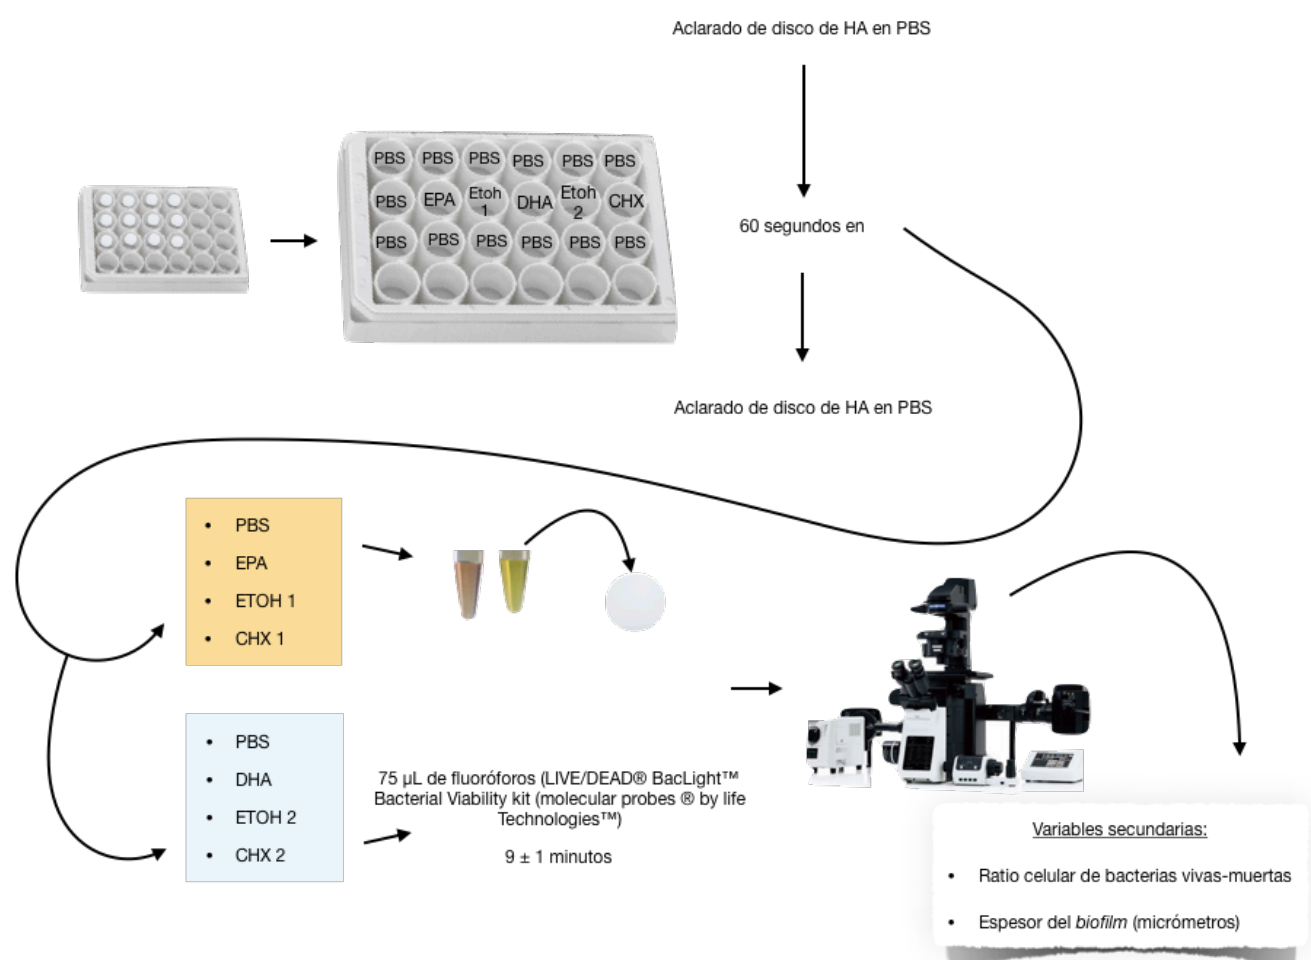 Aclarado de disco de HA en PBS
PBS PBS PBS PBS PBS PBS
PBS EPA Etoh 1 DHA Etoh 2 CHX
PBS PBS PBS PBS PBS PBS
60 segundos en
Aclarado de disco de HA en PBS
• PBS
• EPA
• ETOH 1
• CHX 1
• PBS
• DHA
• ETOH 2
• CHX 2
75 µL de fluoróforos (LIVE/DEAD® BacLight™
Bacterial Viability kit (molecular probes ® by life
Technologies™)
9 ± 1 minutos
Variables secundarias:
• Ratio celular de bacterias vivas-muertas
• Espesor del biofilm (micrómetros)